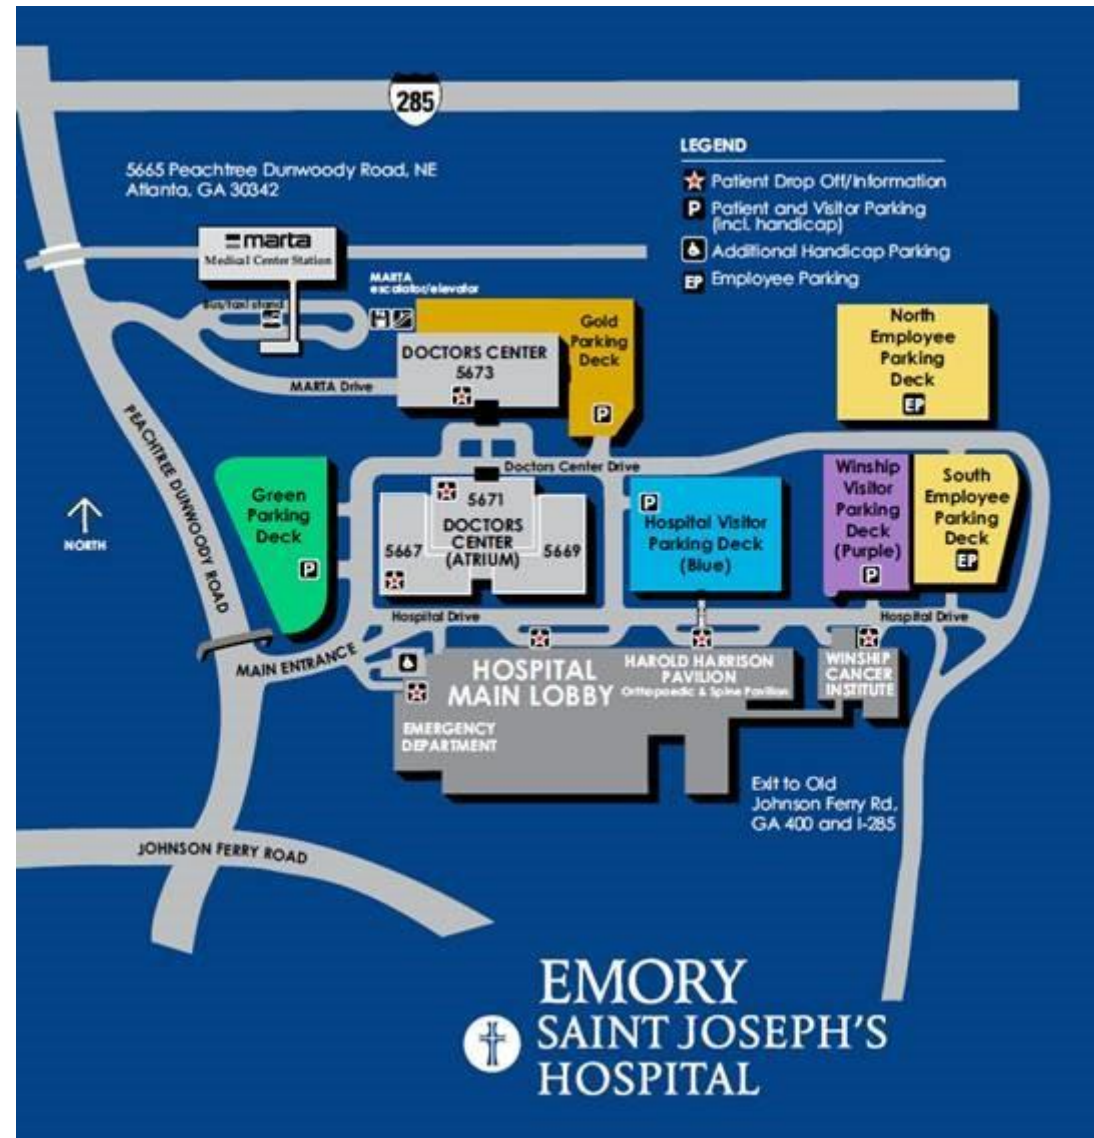 285
5665 Peachtree Dunwoody Road, NE
Atlanta, GA 30342
LEGEND
Patient Drop Off/Information
P Patient and Visitor Parking
(incl. handicap)
Additional Handicap Parking
EP Employee Parking
marta
Medical Center Station
Bus/taxi stand
MARTA
escalator/elevator
Gold
Parking
Deck
P
DOCTORS CENTER
5673
MARTA Drive
North
Employee
Parking
Deck
EP
PEACHTREE DUNWOODY ROAD
NORTH
Green
Parking
Deck
P
Doctors Center Drive
5671
DOCTORS
CENTER
(ATRIUM)
5667
5669
P
Hospital Visitor
Parking Deck
(Blue)
Winship
Visitor
Parking
Deck
(Purple)
P
South
Employee
Parking
Deck
EP
Hospital Drive
Hospital Drive
MAIN ENTRANCE
HOSPITAL
MAIN LOBBY
HAROLD HARRISON
PAVILION
Orthopaedic & Spine Pavilion
WINSHIP
CANCER
INSTITUTE
EMERGENCY
DEPARTMENT
Exit to Old
Johnson Ferry Rd,
GA 400 and I-285
JOHNSON FERRY ROAD
EMORY
SAINT JOSEPH'S
HOSPITAL